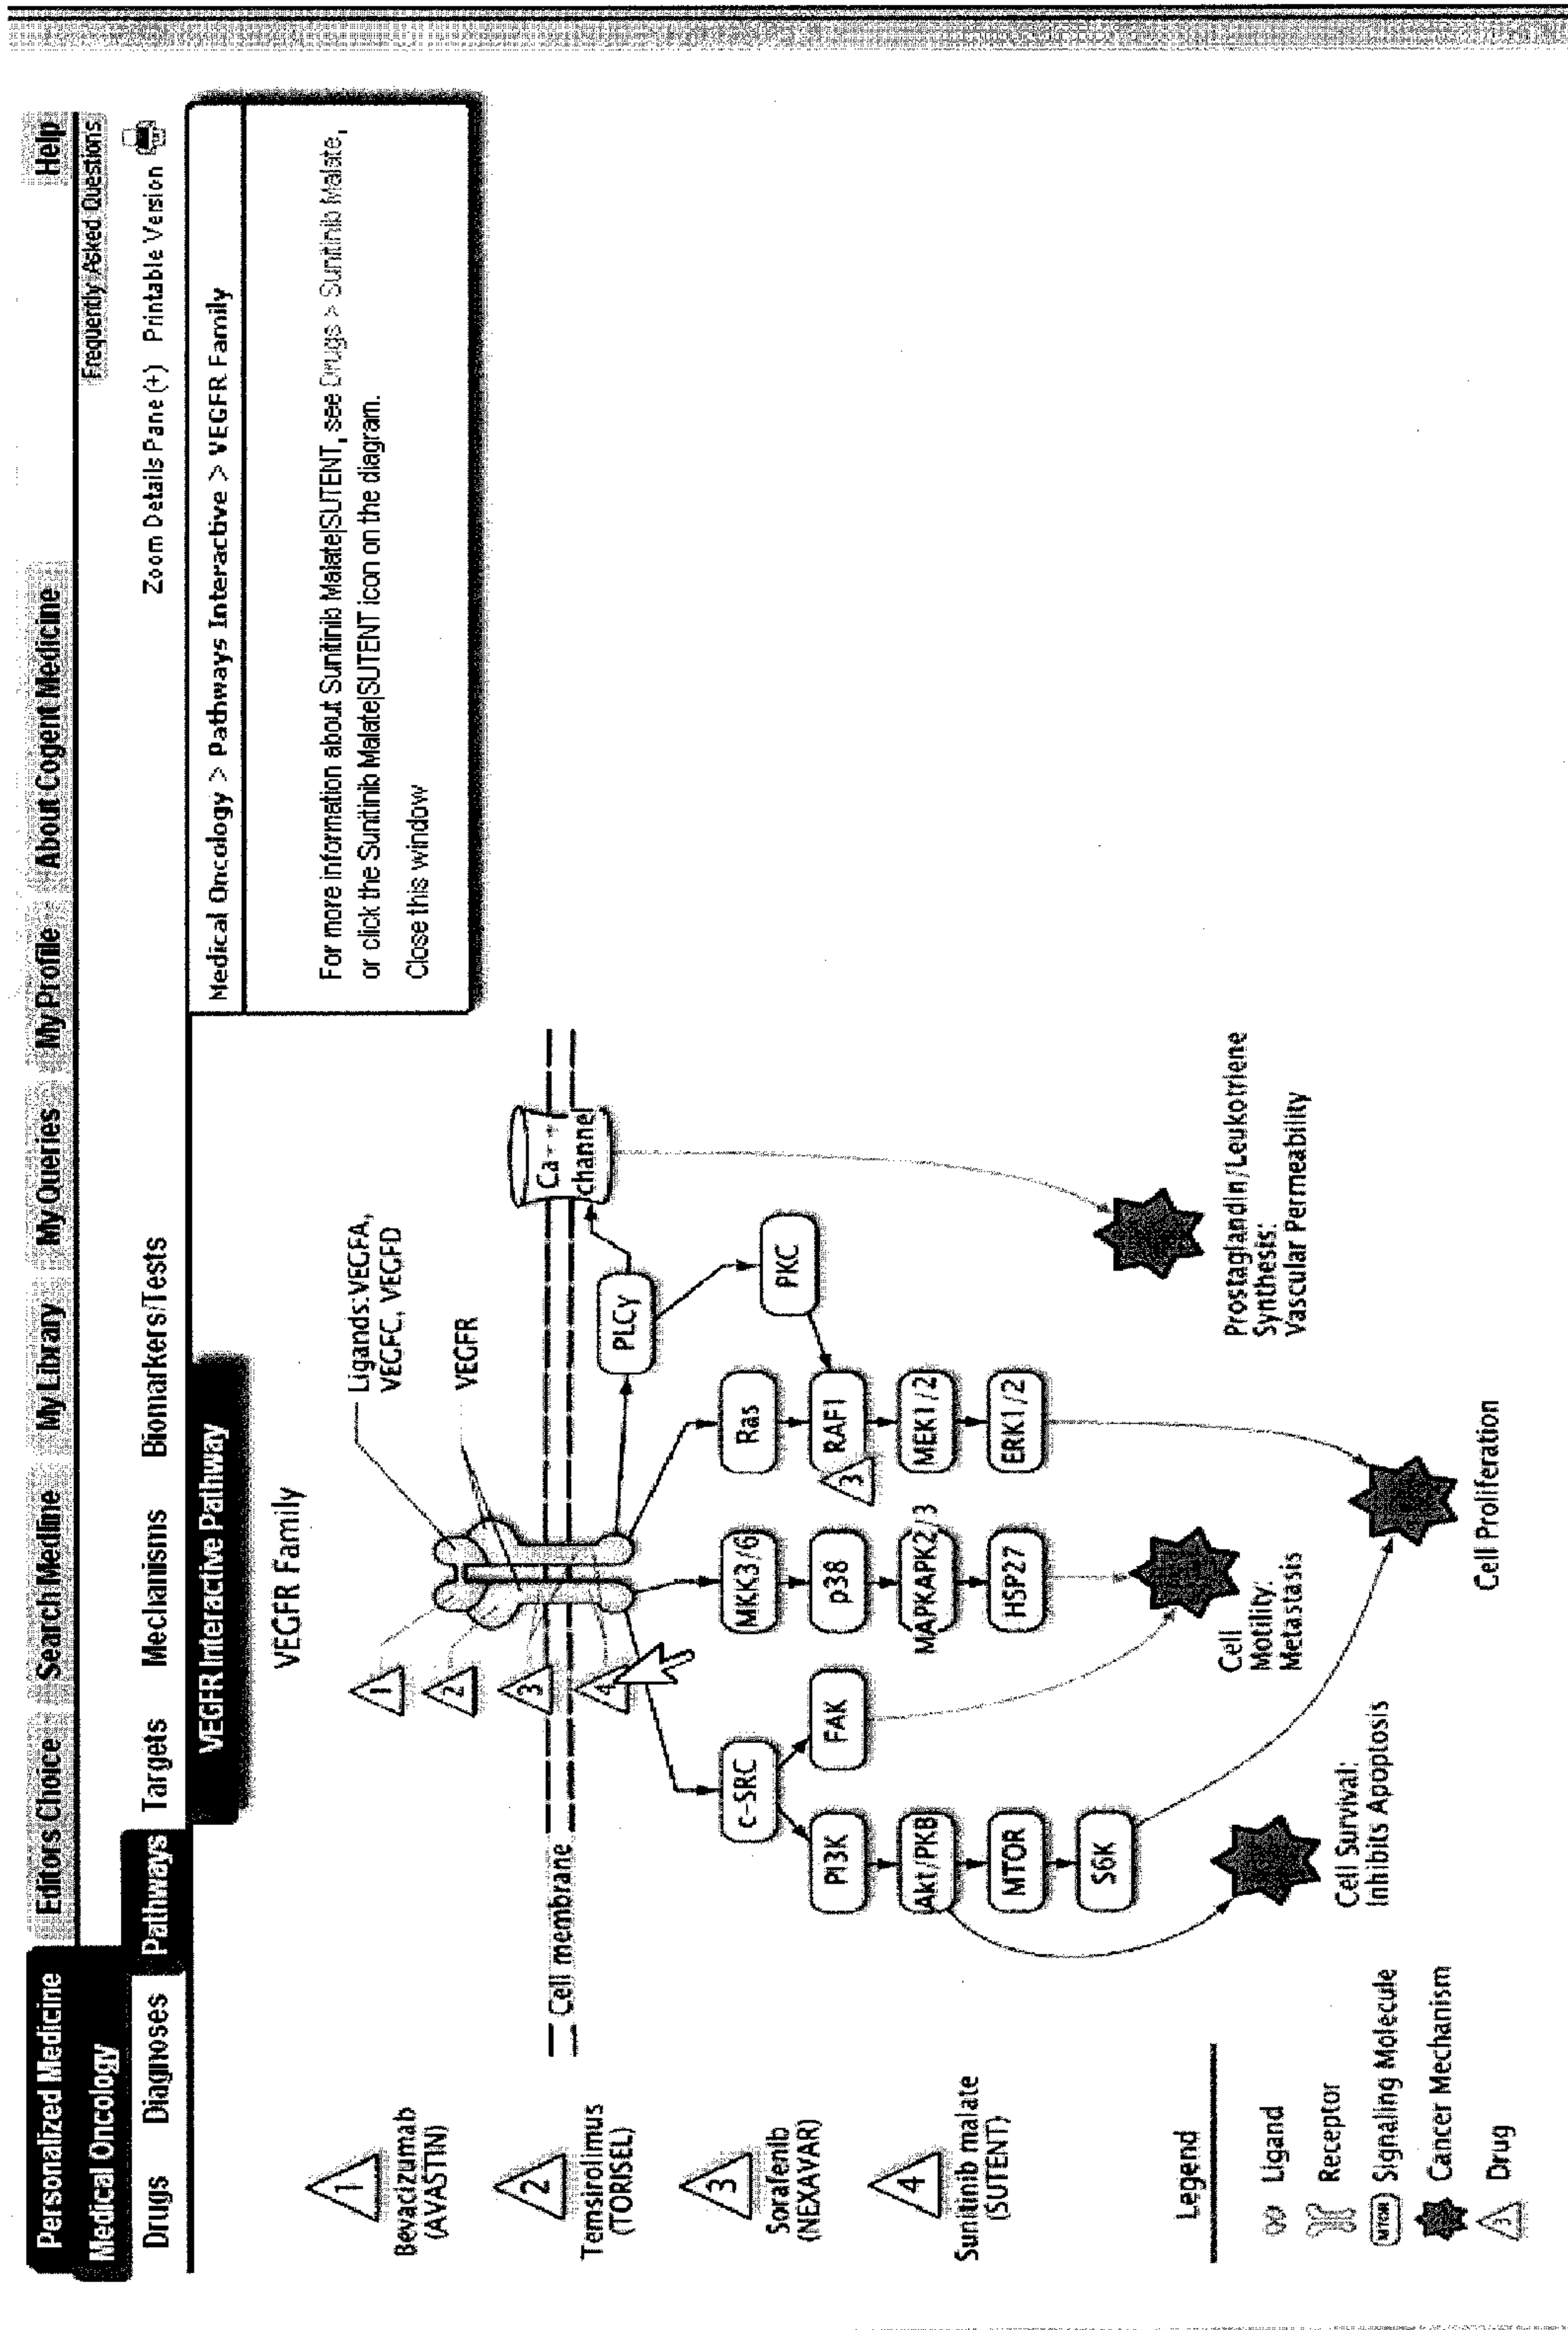 Personalized Medicine
Editors Choice
Search Medline
My Library
My Queries
My Profile
About Cogent Medicine
Help
Medical Oncology
Frequently Asked Questions
Drugs
Diagnoses
Pathways
Targets
Mechanisms
Biomarkers/Tests
Zoom Details Pane (+)
Printable Version
VEGFR Interactive Pathway
Medical Oncology > Pathways Interactive > VEGFR Family
For more information about Sunitinib Malate|SUTENT, see Drugs > Sunitinib Malate,
or click the Sunitinib Malate|SUTENT icon on the diagram.
Close this window
VEGFR Family
1
Bevacizumab
(AVASTIN)
2
Temsirolimus
(TORISEL)
3
Sorafenib
(NEXAVAR)
4
Sunitinib malate
(SUTENT)
Ligands:VEGFA,
VEGFC, VEGFD
VEGFR
1
2
3
4
Cell membrane
Ca++
channel
PLCγ
PKC
c-SRC
MKK3/6
Ras
PI3K
FAK
p38
RAF1
3
Akt/PKB
MAPKAPK2/3
MEK1/2
MTOR
HSP27
ERK1/2
S6K
Cell
Motility:
Metastasis
Prostaglandin/Leukotriene
Synthesis:
Vascular Permeability
Cell Survival:
Inhibits Apoptosis
Cell Proliferation
Legend
Ligand
Receptor
MTOR
Signaling Molecule
Cancer Mechanism
3
Drug